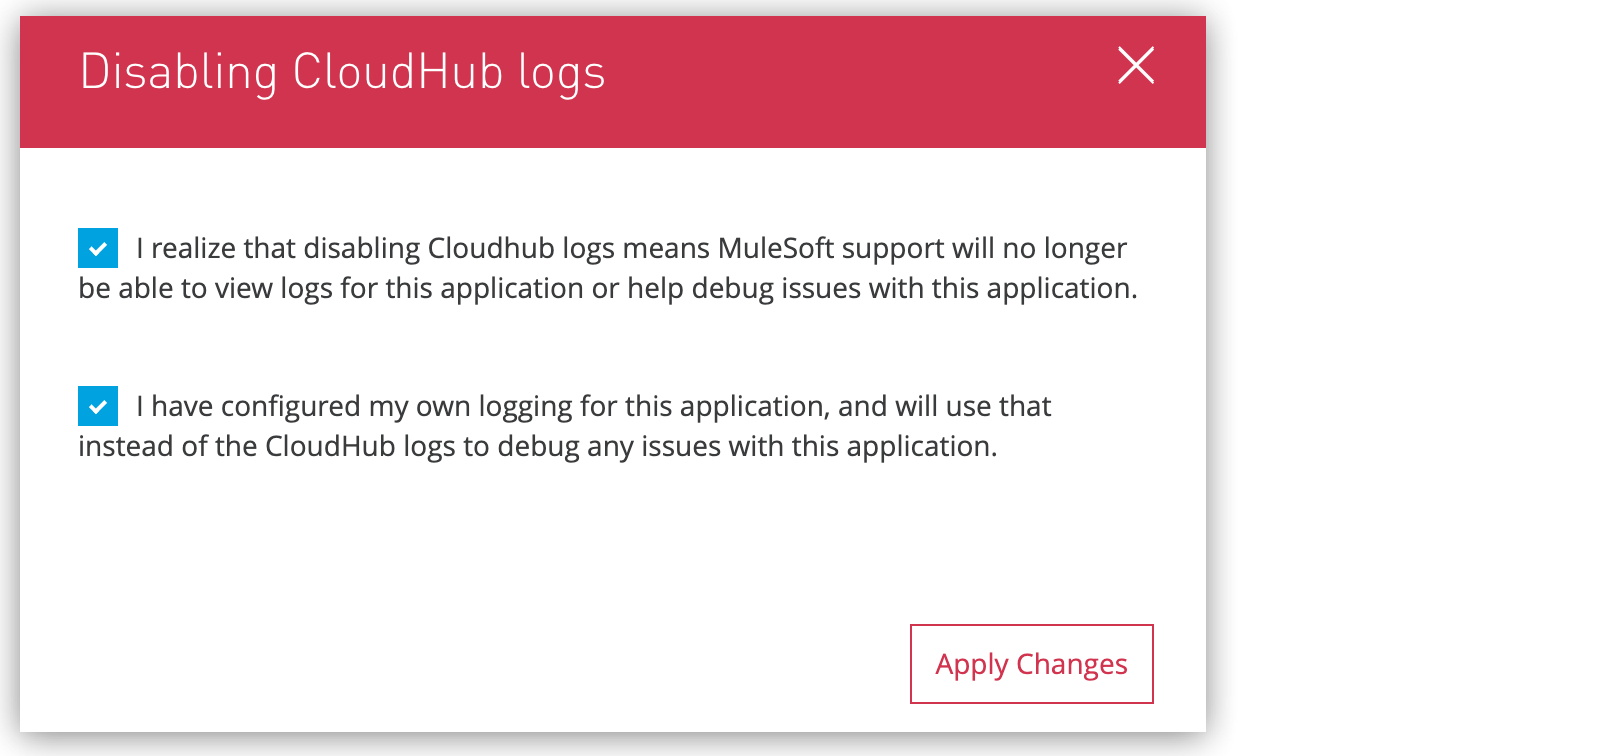 Disabling CloudHub logs
I realize that disabling Cloudhub logs means MuleSoft support will no longer
be able to view logs for this application or help debug issues with this application.
I have configured my own logging for this application, and will use that
instead of the CloudHub logs to debug any issues with this application.
Apply Changes